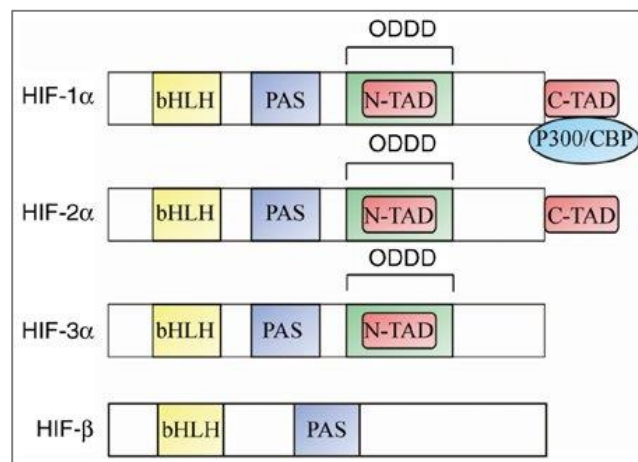 ODDD
HIF-1α bHLH PAS N-TAD C-TAD
P300/CBP
ODDD
HIF-2α bHLH PAS N-TAD C-TAD
ODDD
HIF-3α bHLH PAS N-TAD
HIF-β bHLH PAS